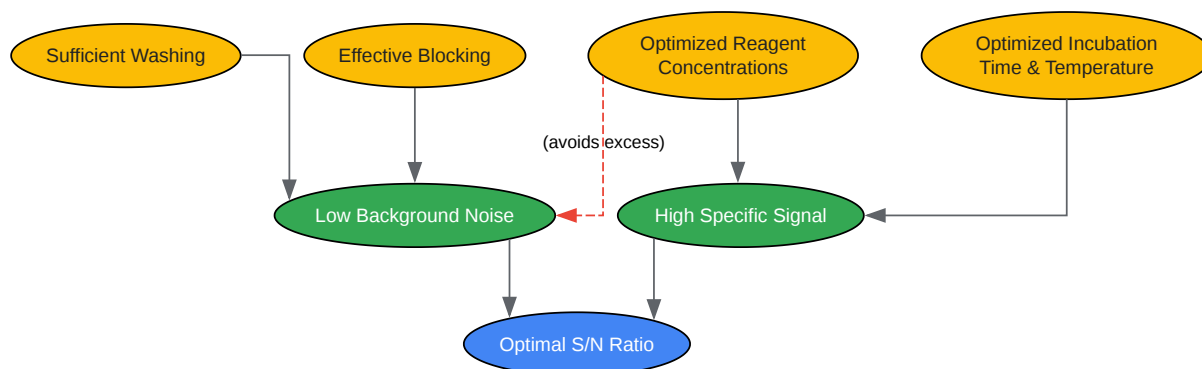 Sufficient Washing
Effective Blocking
Optimized Reagent
Concentrations
Optimized Incubation
Time & Temperature
(avoids excess)
Low Background Noise
High Specific Signal
Optimal S/N Ratio